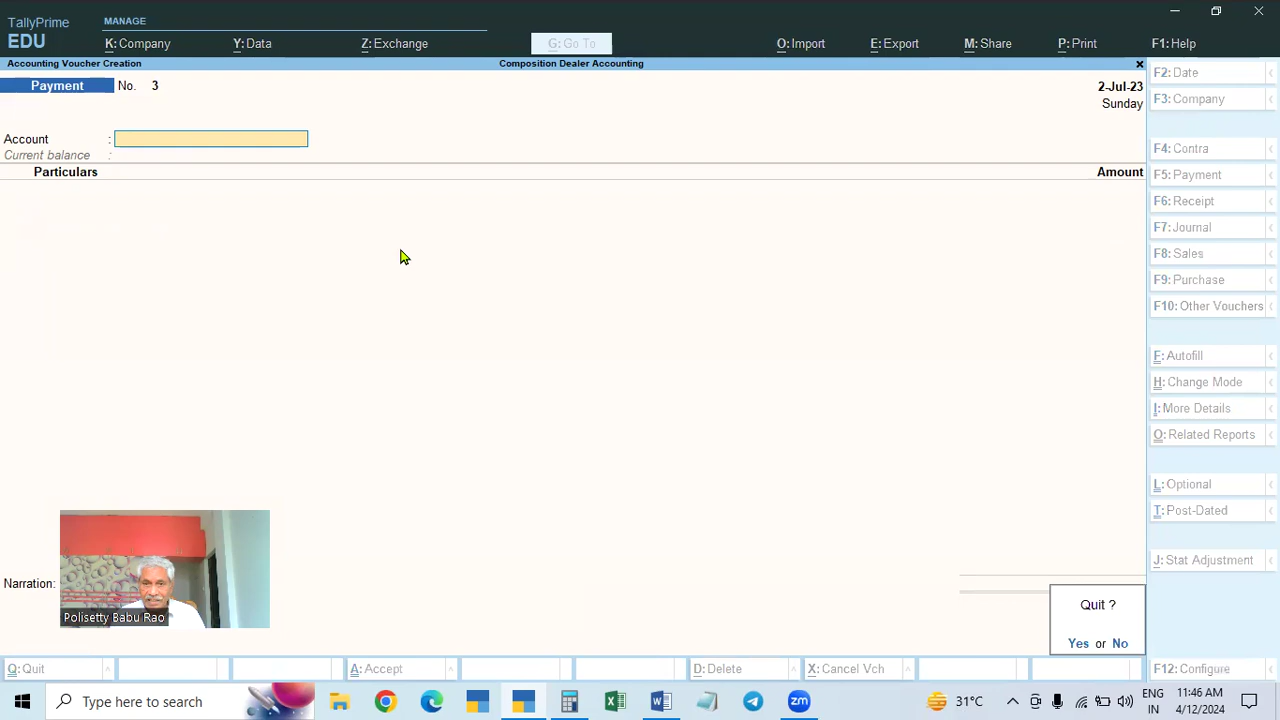 TallyPrime
EDU
MANAGE
K:Company
Y:Data
Z:Exchange
G:Go To
O:Import
E:Export
M:Share
P:Print
F1:Help
Accounting Voucher Creation
Composition Dealer Accounting
Payment No. 3
2-Jul-23
Sunday
Account :
Current balance :
Particulars
Amount
F2:Date
F3:Company
F4:Contra
F5:Payment
F6:Receipt
F7:Journal
F8:Sales
F9:Purchase
F10:Other Vouchers
F:Autofill
H:Change Mode
I:More Details
O:Related Reports
L:Optional
T:Post-Dated
J:Stat Adjustment
Narration:
Polisetty Babu Rao
Quit ?
Yes or No
Q:Quit
A:Accept
D:Delete
X:Cancel Vch
F12:Configure
Type here to search
31°C
ENG
IN
11:46 AM
4/12/2024